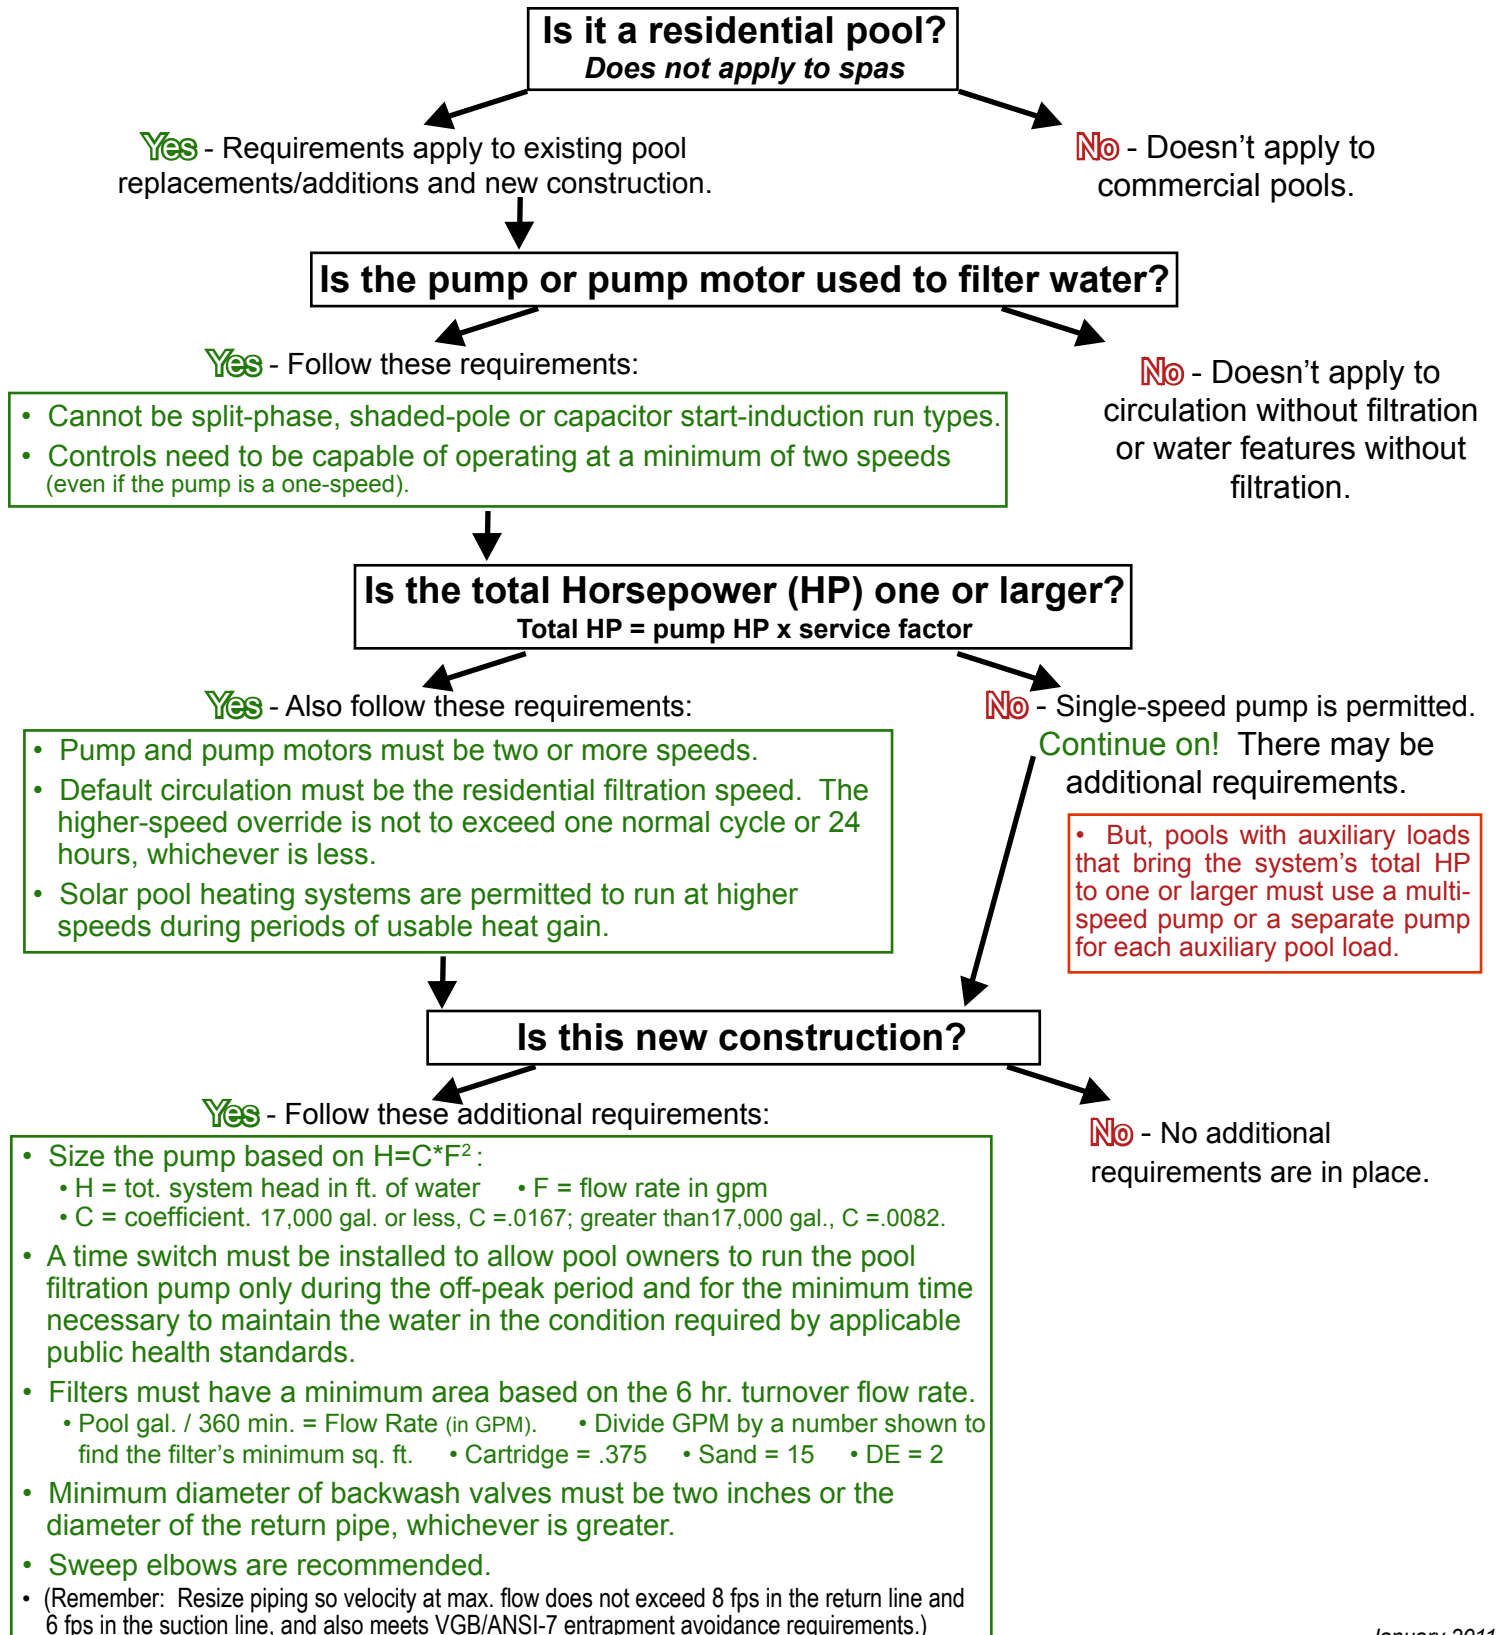 Is it a residential pool?
Does not apply to spas
Yes - Requirements apply to existing pool
replacements/additions and new construction.
No - Doesn't apply to
commercial pools.
Is the pump or pump motor used to filter water?
Yes - Follow these requirements:
• Cannot be split-phase, shaded-pole or capacitor start-induction run types.
• Controls need to be capable of operating at a minimum of two speeds
(even if the pump is a one-speed).
No - Doesn't apply to
circulation without filtration
or water features without
filtration.
Is the total Horsepower (HP) one or larger?
Total HP = pump HP x service factor
Yes - Also follow these requirements:
• Pump and pump motors must be two or more speeds.
• Default circulation must be the residential filtration speed. The
higher-speed override is not to exceed one normal cycle or 24
hours, whichever is less.
• Solar pool heating systems are permitted to run at higher
speeds during periods of usable heat gain.
No - Single-speed pump is permitted.
Continue on! There may be
additional requirements.
• But, pools with auxiliary loads
that bring the system's total HP
to one or larger must use a multi-
speed pump or a separate pump
for each auxiliary pool load.
Is this new construction?
Yes - Follow these additional requirements:
• Size the pump based on H=C*F²:
• H = tot. system head in ft. of water • F = flow rate in gpm
• C = coefficient. 17,000 gal. or less, C =.0167; greater than17,000 gal., C =.0082.
• A time switch must be installed to allow pool owners to run the pool
filtration pump only during the off-peak period and for the minimum time
necessary to maintain the water in the condition required by applicable
public health standards.
• Filters must have a minimum area based on the 6 hr. turnover flow rate.
• Pool gal. / 360 min. = Flow Rate (in GPM). • Divide GPM by a number shown to
find the filter's minimum sq. ft. • Cartridge = .375 • Sand = 15 • DE = 2
• Minimum diameter of backwash valves must be two inches or the
diameter of the return pipe, whichever is greater.
• Sweep elbows are recommended.
• (Remember: Resize piping so velocity at max. flow does not exceed 8 fps in the return line and
6 fps in the suction line, and also meets VGB/ANSI-7 entrapment avoidance requirements.)
No - No additional
requirements are in place.
January 2011